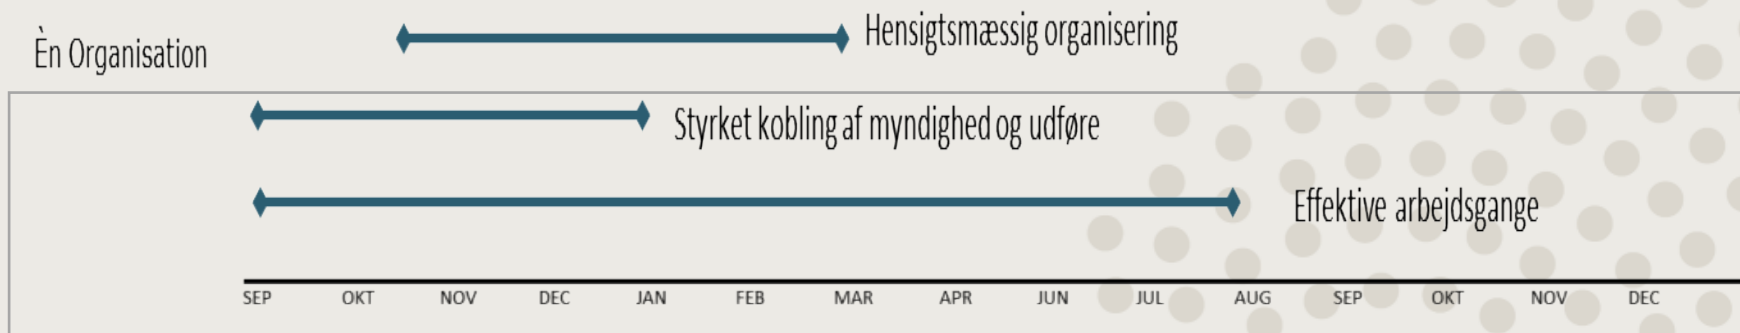 Hensigtsmæssig organisering
Èn Organisation
Styrket kobling af myndighed og udføre
Effektive arbejdsgange
SEP OKT NOV DEC JAN FEB MAR APR JUN JUL AUG SEP OKT NOV DEC